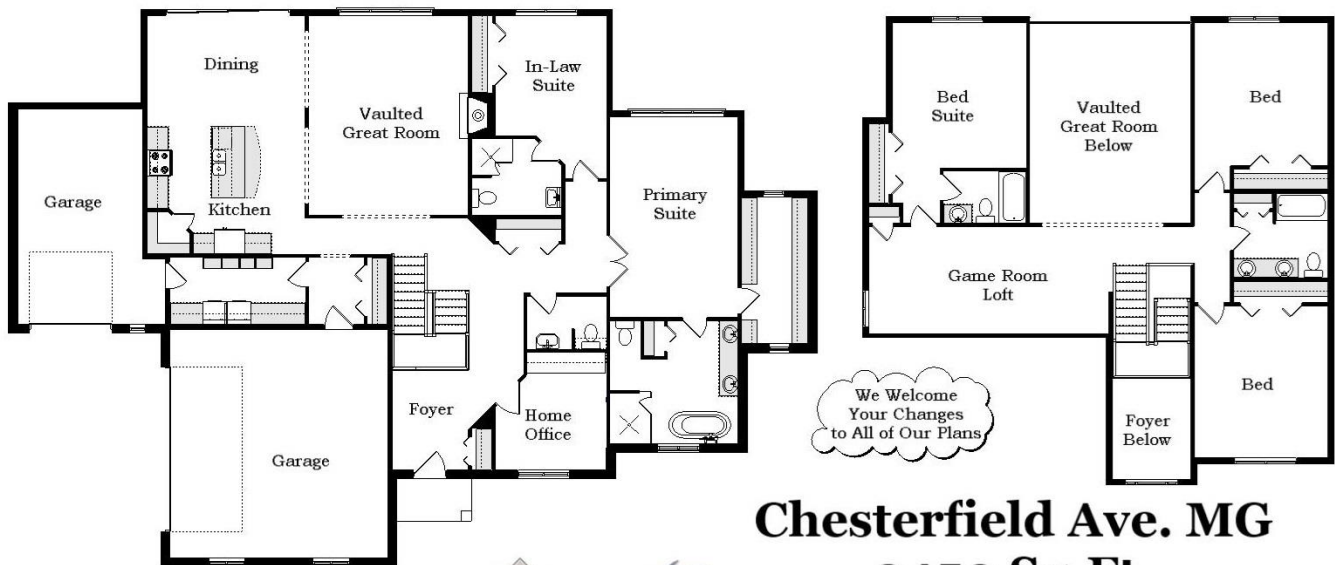 Dining
In-Law
Suite
Vaulted
Great Room
Garage
Kitchen
Primary
Suite
Foyer
Home
Office
Garage
Bed
Suite
Vaulted
Great Room
Below
Bed
Game Room
Loft
We Welcome
Your Changes
to All of Our Plans
Foyer
Below
Bed
Chesterfield Ave. MG
Sq Ft